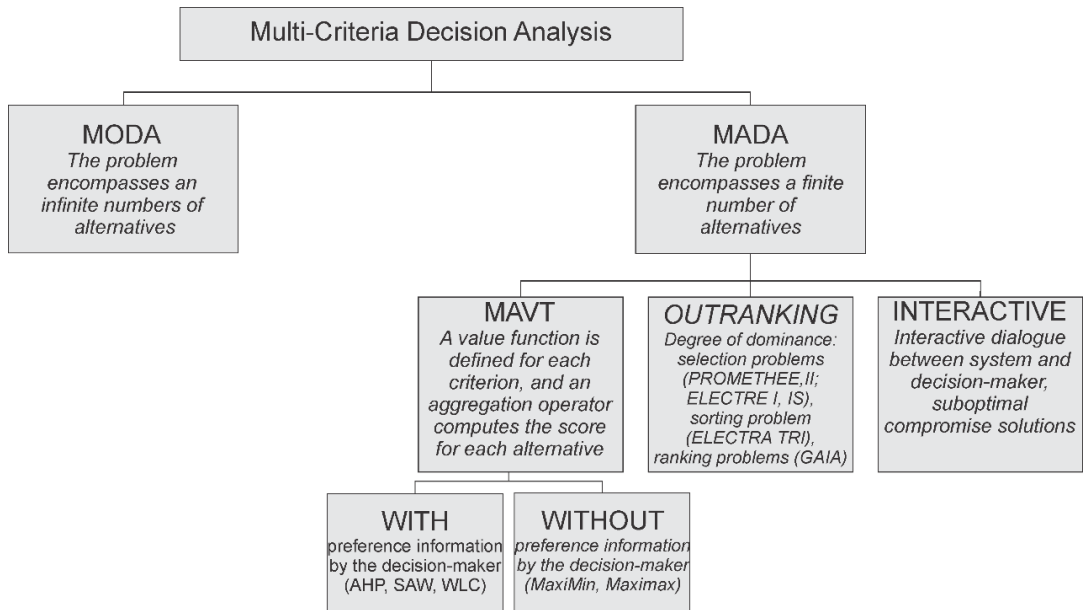 Multi-Criteria Decision Analysis
MODA
The problem
encompasses an
infinite numbers of
alternatives
MADA
The problem
encompasses a finite
number of
alternatives
MAVT
A value function is
defined for each
criterion, and an
aggregation operator
computes the score
for each alternative
OUTRANKING
Degree of dominance:
selection problems
(PROMETHEE,II;
ELECTRE I, IS),
sorting problem
(ELECTRA TRI),
ranking problems (GAIA)
INTERACTIVE
Interactive dialogue
between system and
decision-maker,
suboptimal
compromise solutions
WITH
preference information
by the decision-maker
(AHP, SAW, WLC)
WITHOUT
preference information
by the decision-maker
(MaxiMin, Maximax)